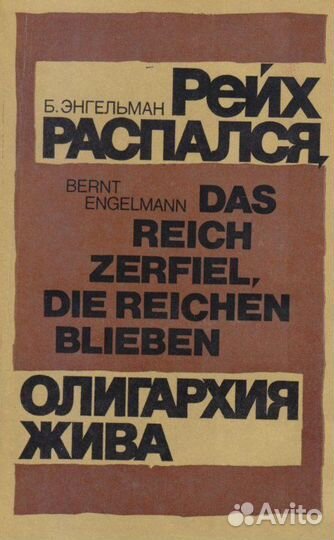 Б. ЭНГЕЛЬМАН РЕЙХ
РАСПАЛСЯ,
BERNT
ENGELMANN DAS
REICH
ZERFIEL,
DIE REICHEN
BLIEBEN
ОЛИГАРХИЯ
ЖИВА
Avito